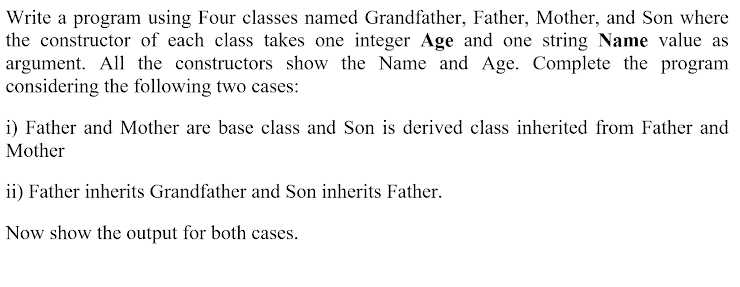 Write a program using Four classes named Grandfather, Father, Mother, and Son where
the constructor of each class takes one integer Age and one string Name value as
argument. All the constructors show the Name and Age. Complete the program
considering the following two cases:
i) Father and Mother are base class and Son is derived class inherited from Father and
Mother
ii) Father inherits Grandfather and Son inherits Father.
Now show the output for both cases.